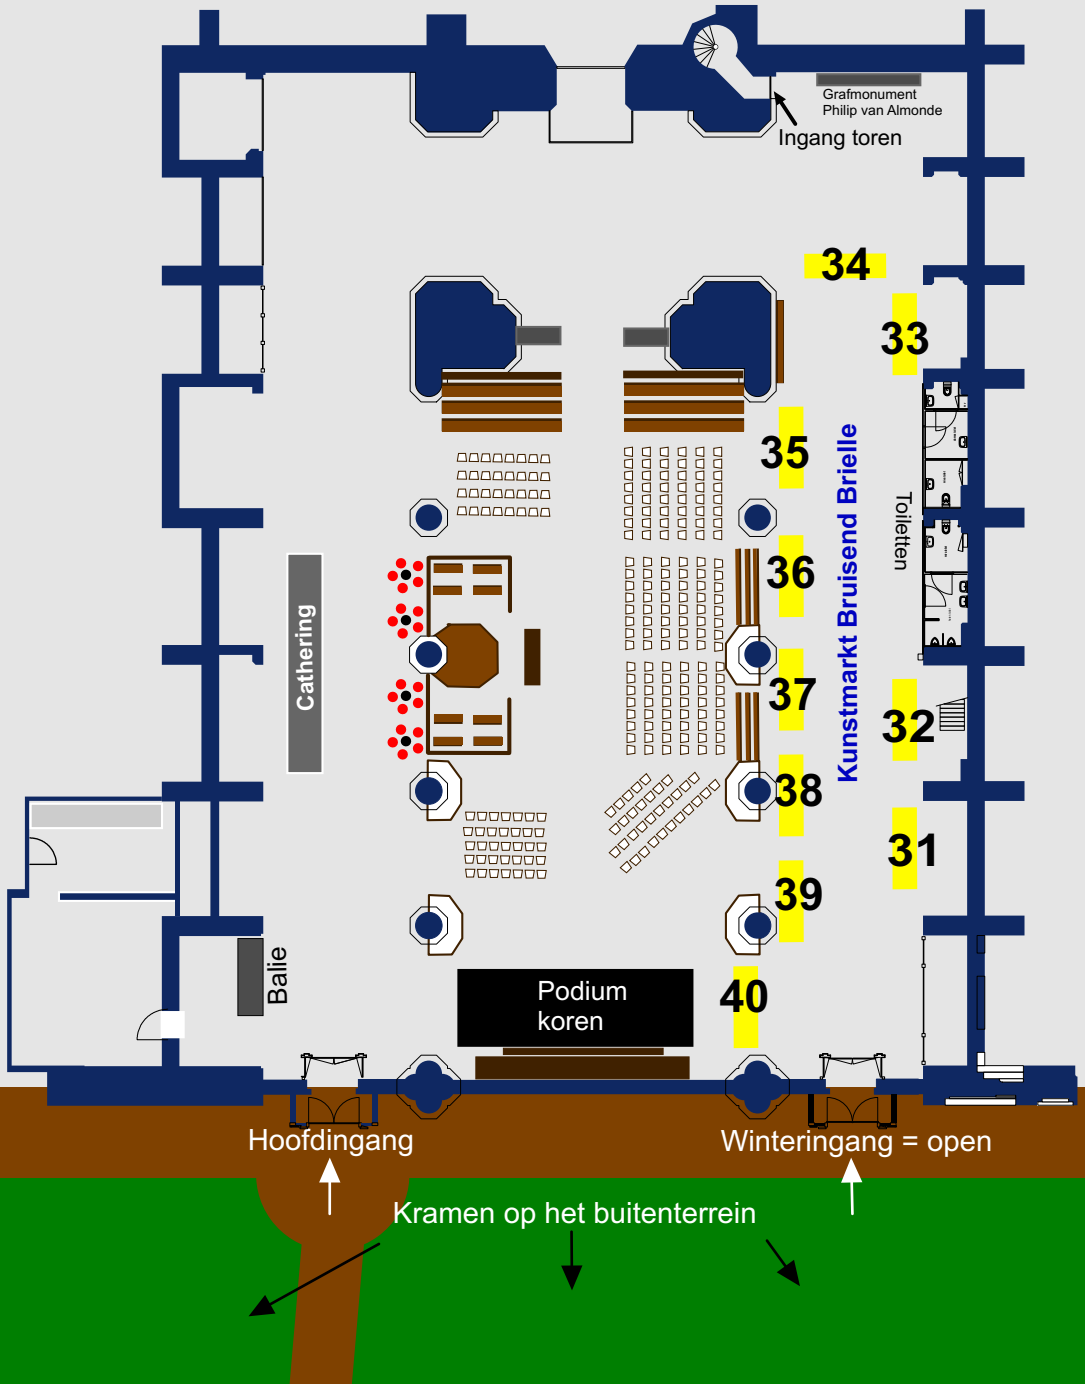 Grafmonument
Philip van Almonde
Ingang toren
34
33
35
Kunstmarkt Bruisend Brielle
Toiletten
36
Cathering
37
32
38
31
39
Balie
Podium
koren
40
Hoofdingang
Winteringang = open
Kramen op het buitenterrein